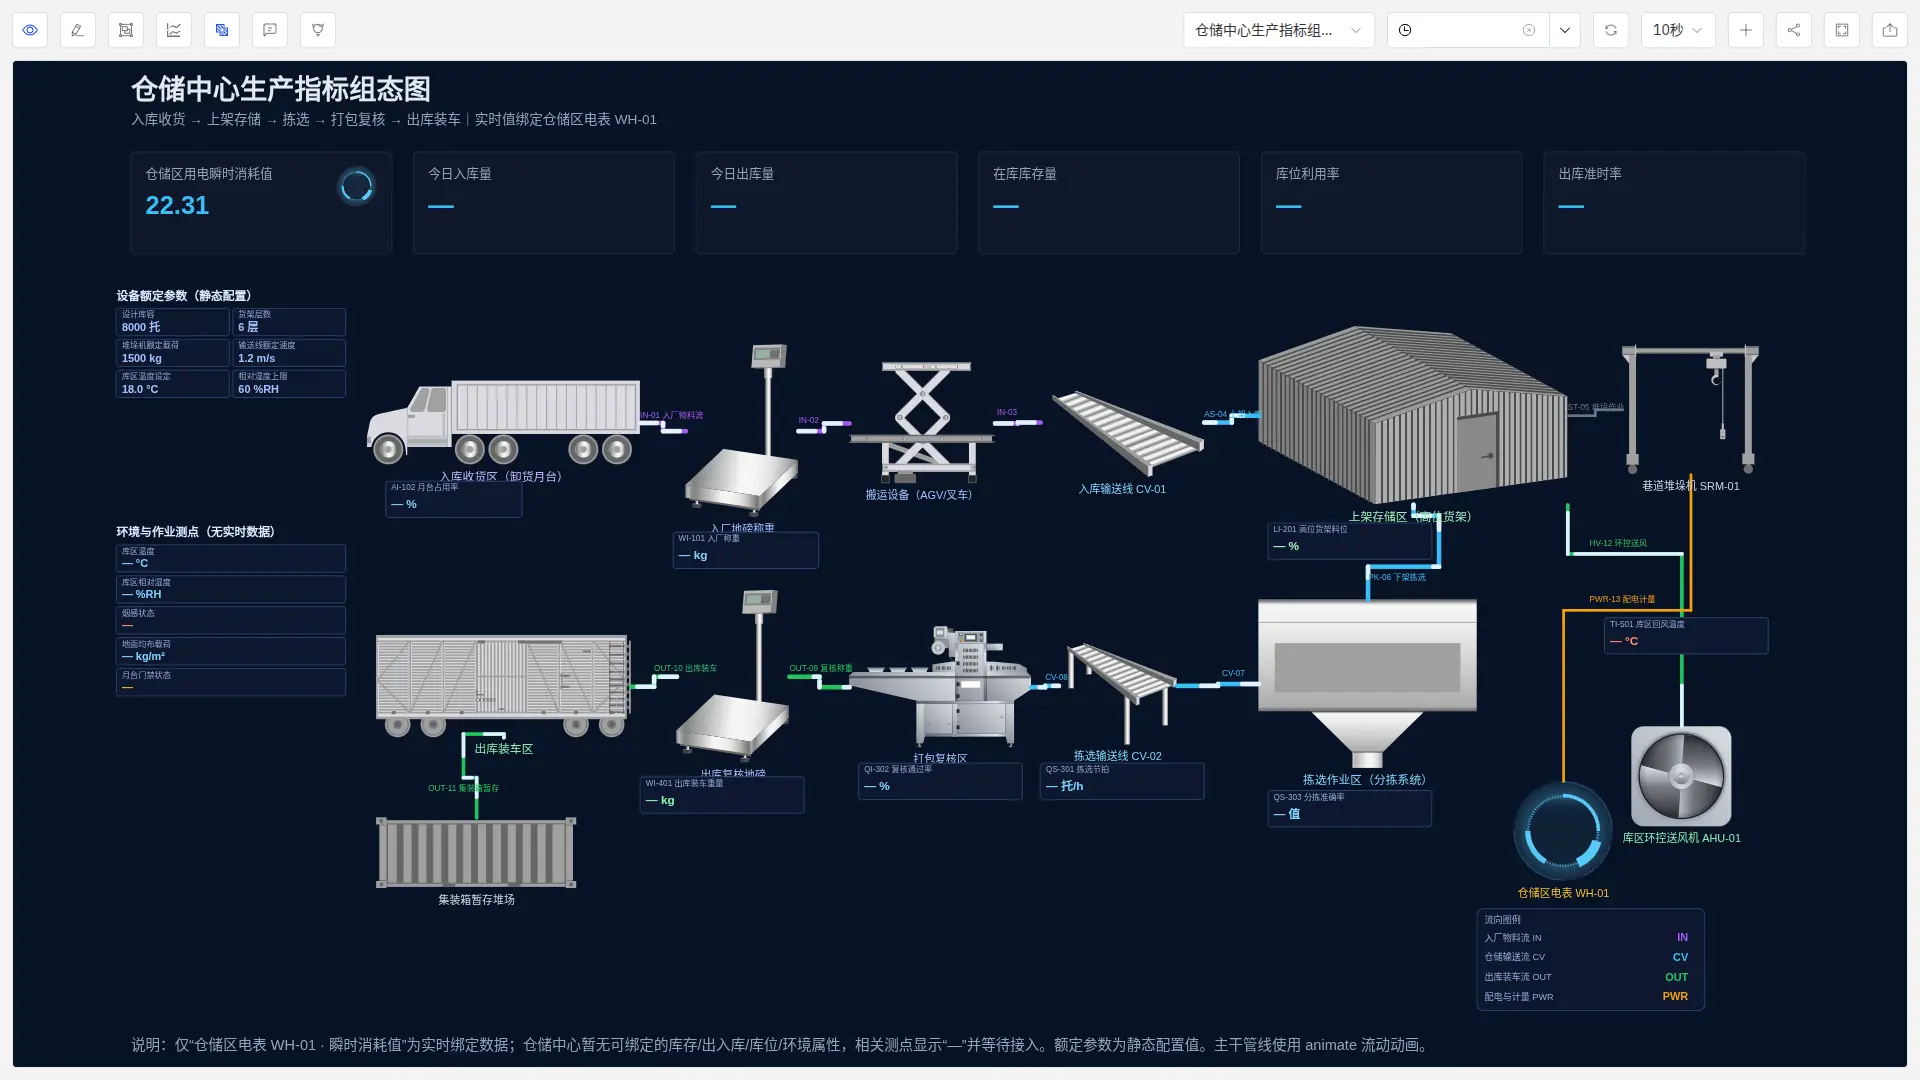 仓储中心生产指标组...
10秒
仓储中心生产指标组态图
入库收货 → 上架存储 → 拣选 → 打包复核 → 出库装车｜实时值绑定仓储区电表 WH-01
仓储区用电瞬时消耗值
22.31
今日入库量
—
今日出库量
—
在库库存量
—
库位利用率
—
出库准时率
—
设备额定参数（静态配置）
设计库容
8000 托
货架层数
6 层
堆垛机额定载荷
1500 kg
输送线额定速度
1.2 m/s
库区温度设定
18.0 °C
相对湿度上限
60 %RH
环境与作业测点（无实时数据）
库区温度
— °C
库区相对湿度
— %RH
烟感状态
—
地面均布载荷
— kg/m²
月台门禁状态
—
IN-01 入厂物料流
入库收货区（卸货月台）
AI-102 月台占用率
— %
IN-02
入厂地磅称重
WI-101 入厂称重
— kg
IN-03
搬运设备（AGV/叉车）
入库输送线 CV-01
AS-04
上架存储区（高位货架）
LI-201 高位货架料位
— %
ST-05 堆垛作业
巷道堆垛机 SRM-01
PK-06 下架拣选
HV-12 环控送风
PWR-13 配电计量
TI-501 库区回风温度
— °C
OUT-10 出库装车
OUT-09 复核称重
CV-08
CV-07
出库装车区
OUT-11 集装箱暂存
集装箱暂存堆场
出库复核地磅
WI-401 出库装车重量
— kg
打包复核区
QI-302 复核通过率
— %
拣选输送线 CV-02
QS-301 拣选节拍
— 托/h
拣选作业区（分拣系统）
QS-303 分拣准确率
— 值
库区环控送风机 AHU-01
仓储区电表 WH-01
流向图例
入厂物料流 IN
IN
仓储输送流 CV
CV
出库装车流 OUT
OUT
配电与计量 PWR
PWR
说明：仅“仓储区电表 WH-01 · 瞬时消耗值”为实时绑定数据；仓储中心暂无可绑定的库存/出入库/库位/环境属性，相关测点显示“—”并等待接入。额定参数为静态配置值。主干管线使用 animate 流动动画。